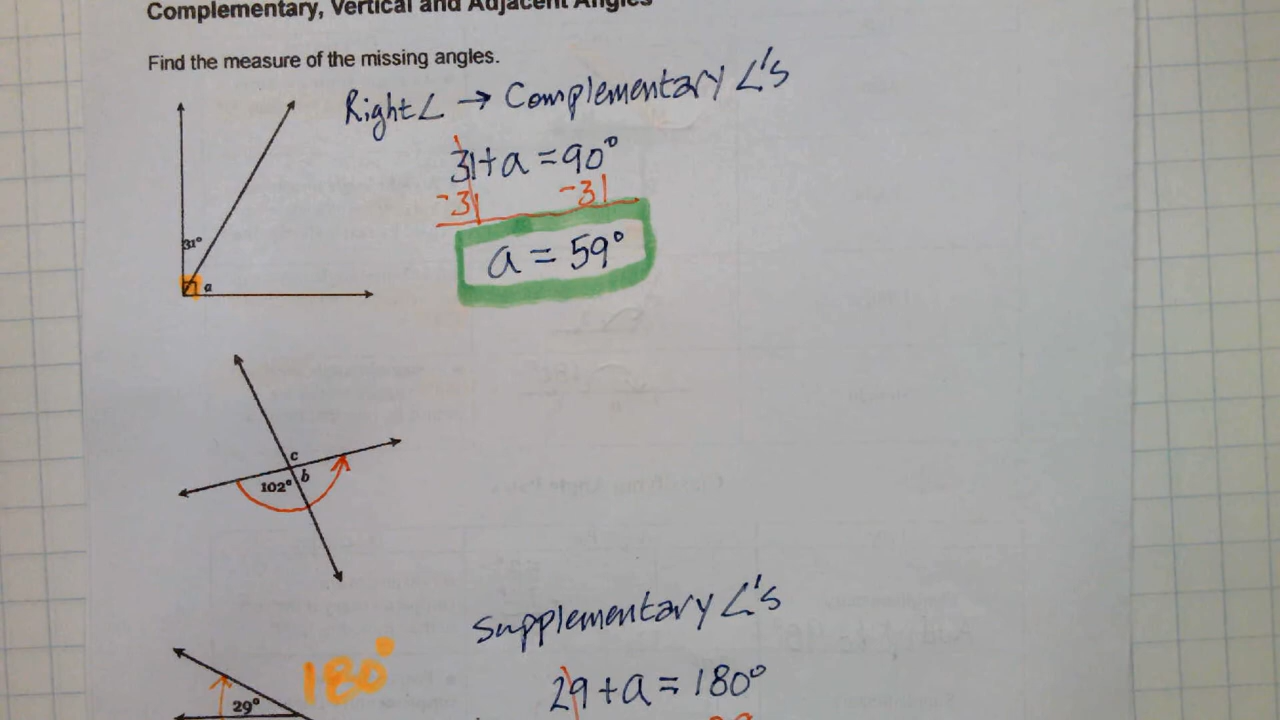 Complementary, Vertical and Adjacent Angles
Find the measure of the missing angles.
Right ∠ → Complementary ∠'s
31+a=90°
-31 -31
a = 59°
31°
a
c
102° b
Supplementary ∠'s
180°
29+a=180°
29°